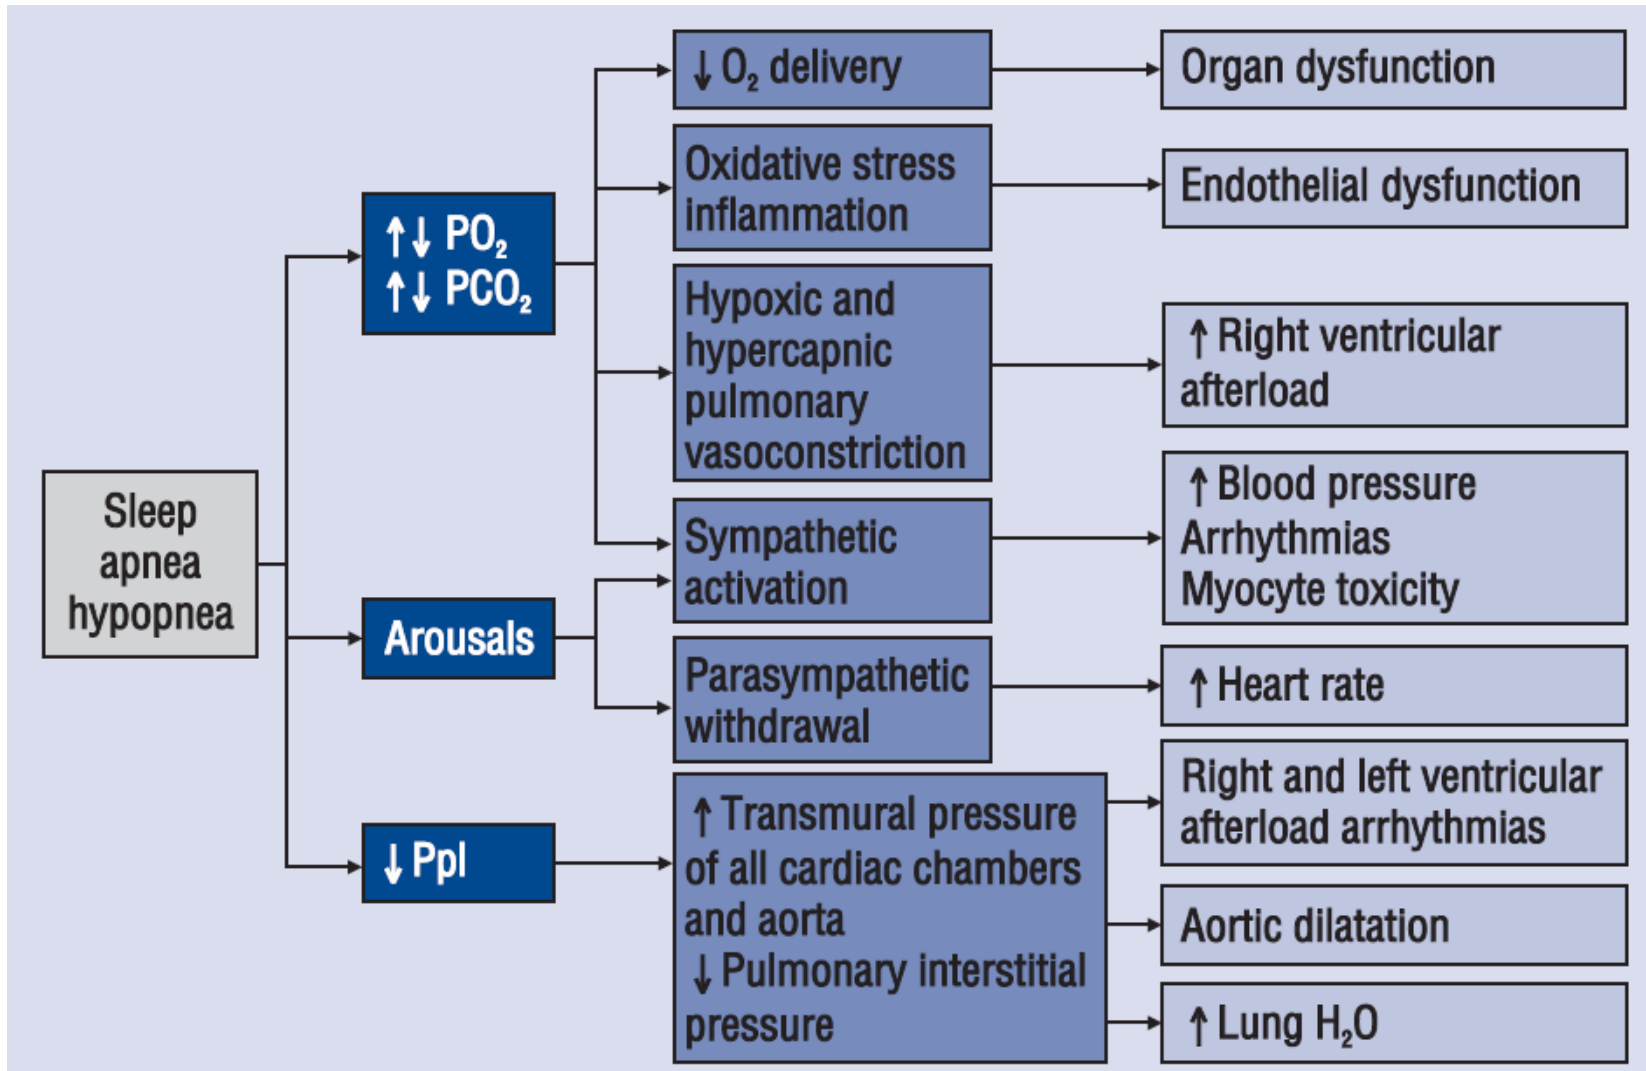 Sleep
apnea
hypopnea
↑↓ PO₂
↑↓ PCO₂
Arousals
↓ Ppl
↓ O₂ delivery
Oxidative stress
inflammation
Hypoxic and
hypercapnic
pulmonary
vasoconstriction
Sympathetic
activation
Parasympathetic
withdrawal
↑ Transmural pressure
of all cardiac chambers
and aorta
↓ Pulmonary interstitial
pressure
Organ dysfunction
Endothelial dysfunction
↑ Right ventricular
afterload
↑ Blood pressure
Arrhythmias
Myocyte toxicity
↑ Heart rate
Right and left ventricular
afterload arrhythmias
Aortic dilatation
↑ Lung H₂O